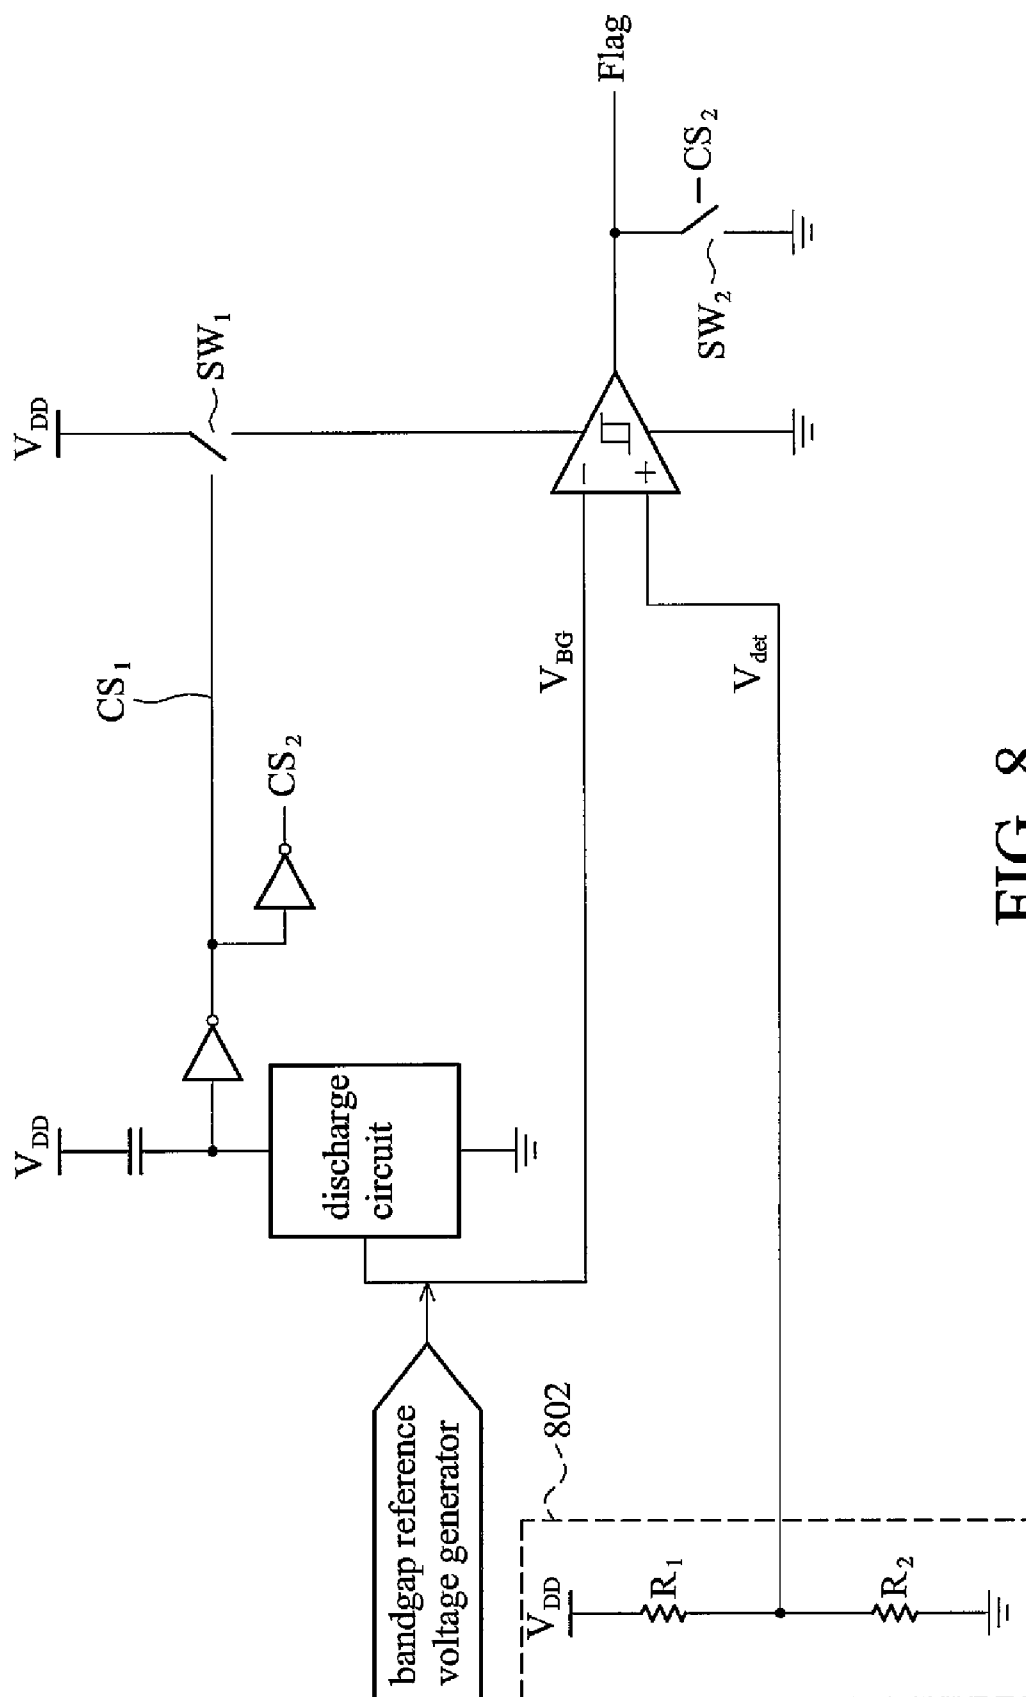 V_DD
R_1
R_2
802
bandgap reference
voltage generator
V_DD
discharge
circuit
CS_1
CS_2
V_BG
V_det
V_DD
SW_1
−
+
SW_2
CS_2
Flag
FIG. 8